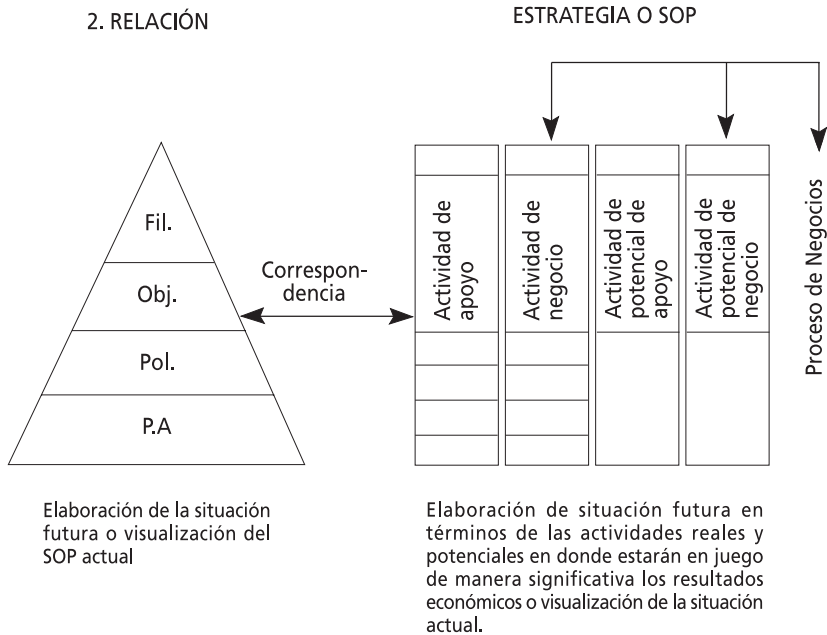 2. RELACIÓN
ESTRATEGIA O SOP
Fil.
Obj.
Pol.
P.A
Correspon-
dencia
Actividad de
apoyo
Actividad de
negocio
Actividad de
potencial de
apoyo
Actividad de
potencial de
negocio
Proceso de Negocios
Elaboración de la situación
futura o visualización del
SOP actual
Elaboración de situación futura en
términos de las actividades reales y
potenciales en donde estarán en juego
de manera significativa los resultados
económicos o visualización de la situación
actual.